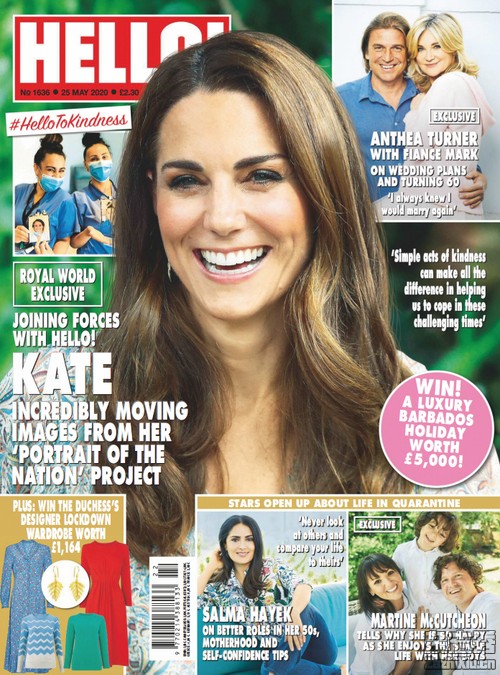 HELLO!
No 1636 • 25 MAY 2020 • £2.30
#HelloToKindness
ROYAL WORLD
EXCLUSIVE
JOINING FORCES
WITH HELLO!
KATE
INCREDIBLY MOVING
IMAGES FROM HER
'PORTRAIT OF THE
NATION' PROJECT
EXCLUSIVE
ANTHEA TURNER
WITH FIANCE MARK
ON WEDDING PLANS
AND TURNING 60
'I always knew I
would marry again'
'Simple acts of kindness
can make all the
difference in helping
us to cope in these
challenging times'
WIN!
A LUXURY
BARBADOS
HOLIDAY
WORTH
£5,000!
PLUS: WIN THE DUCHESS'S
DESIGNER LOCKDOWN
WARDROBE WORTH
£1,164
22
9 770214 388133
STARS OPEN UP ABOUT LIFE IN QUARANTINE
'Never look
at others and
compare your life
to theirs'
SALMA HAYEK
ON BETTER ROLES IN HER 50s,
MOTHERHOOD AND
SELF-CONFIDENCE TIPS
EXCLUSIVE
MARTINE McCUTCHEON
TELLS WHY SHE IS SO HAPPY
AS SHE ENJOYS THE
LIFE WITH